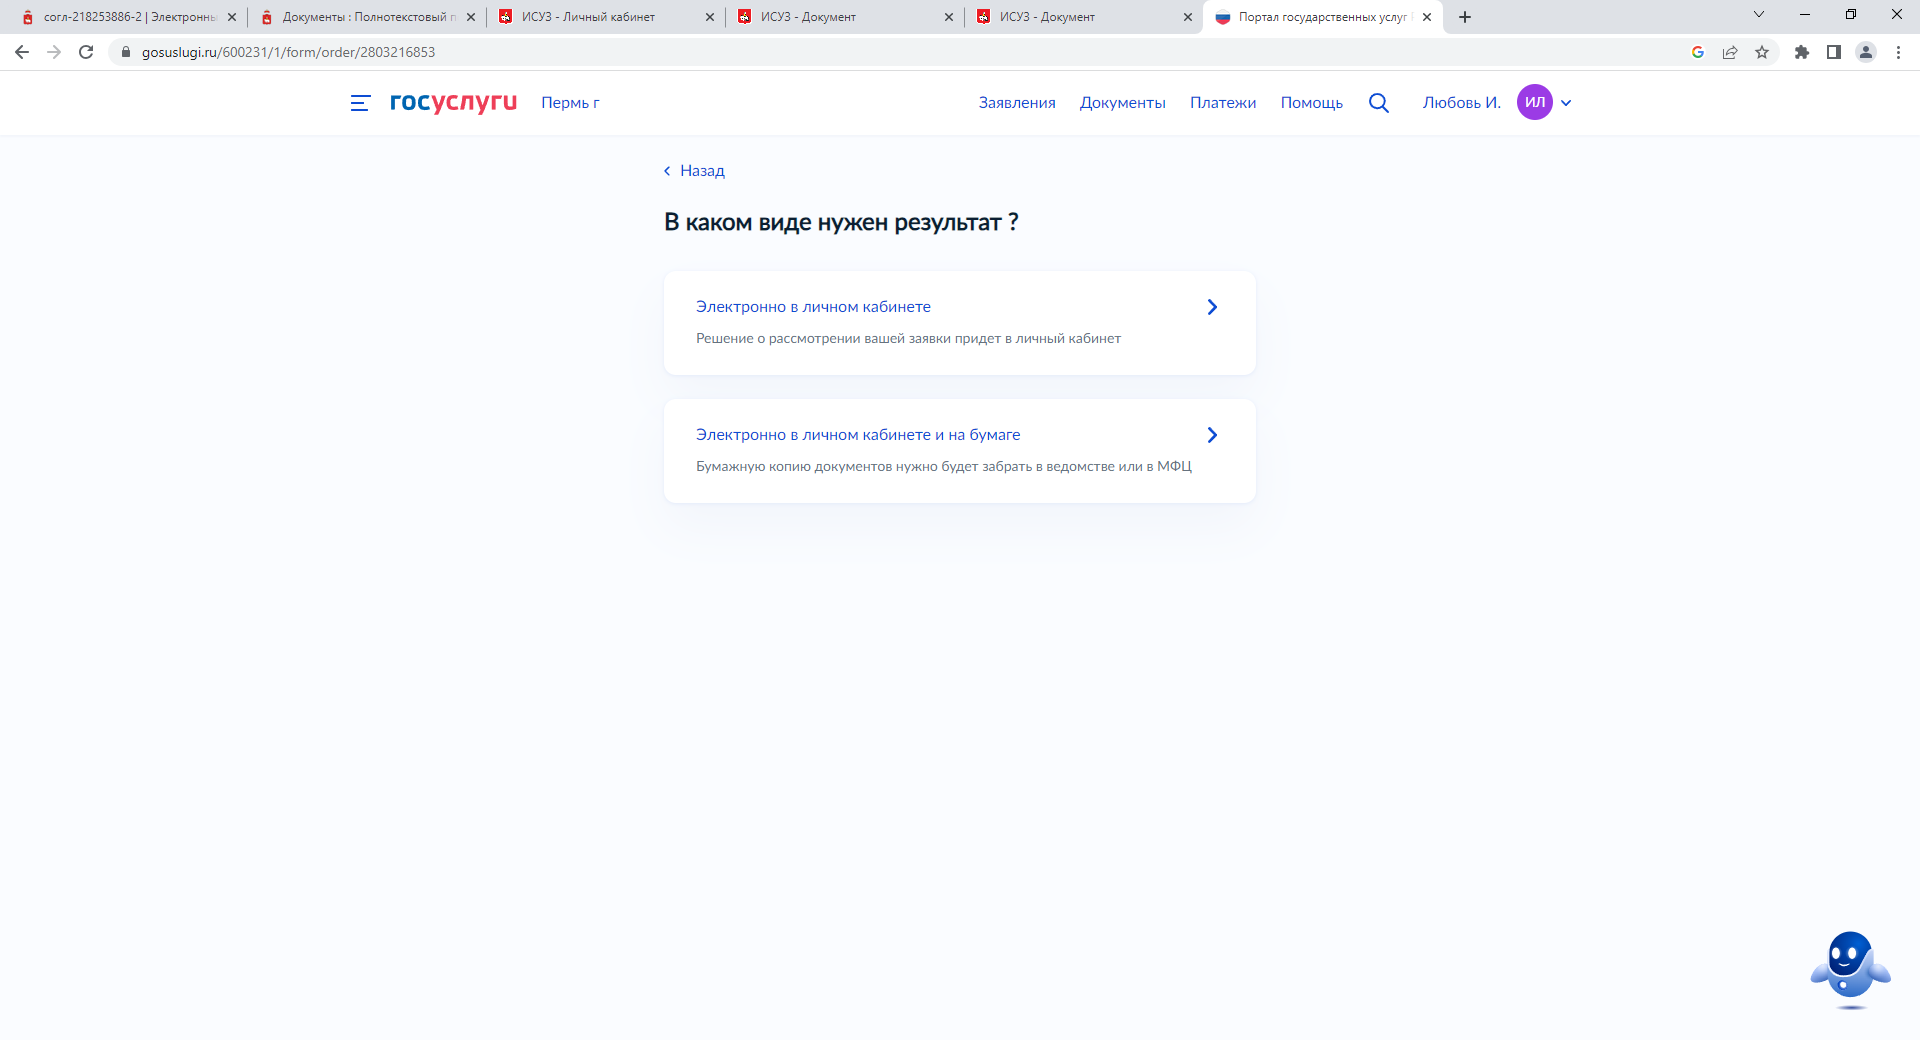 согл-218253886-2 | Электронны
Документы : Полнотекстовый п
ИСУЗ - Личный кабинет
ИСУЗ - Документ
ИСУЗ - Документ
Портал государственных услуг
gosuslugi.ru/600231/1/form/order/2803216853
госуслуги
Пермь г
Заявления
Документы
Платежи
Помощь
Любовь И.
ИЛ
Назад
В каком виде нужен результат ?
Электронно в личном кабинете
Решение о рассмотрении вашей заявки придет в личный кабинет
Электронно в личном кабинете и на бумаге
Бумажную копию документов нужно будет забрать в ведомстве или в МФЦ